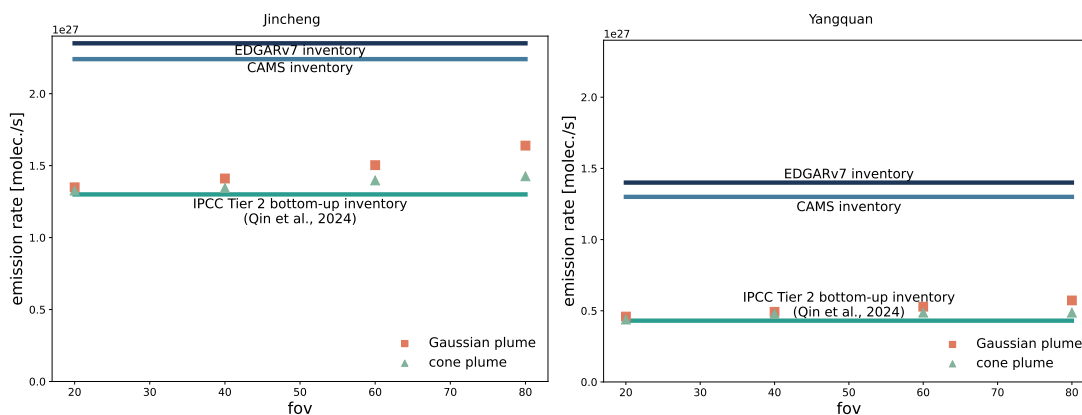 Jincheng
1e27
EDGARv7 inventory
CAMS inventory
IPCC Tier 2 bottom-up inventory
(Qin et al., 2024)
Gaussian plume
cone plume
emission rate [molec./s]
2.0
1.5
1.0
0.5
0.0
20 30 40 50 60 70 80
fov
Yangquan
1e27
EDGARv7 inventory
CAMS inventory
IPCC Tier 2 bottom-up inventory
(Qin et al., 2024)
Gaussian plume
cone plume
emission rate [molec./s]
2.0
1.5
1.0
0.5
0.0
20 30 40 50 60 70 80
fov